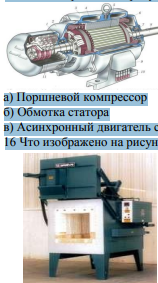 а) Поршневой компрессор
б) Обмотка статора
в) Асинхронный двигатель с
16 Что изображено на рисун